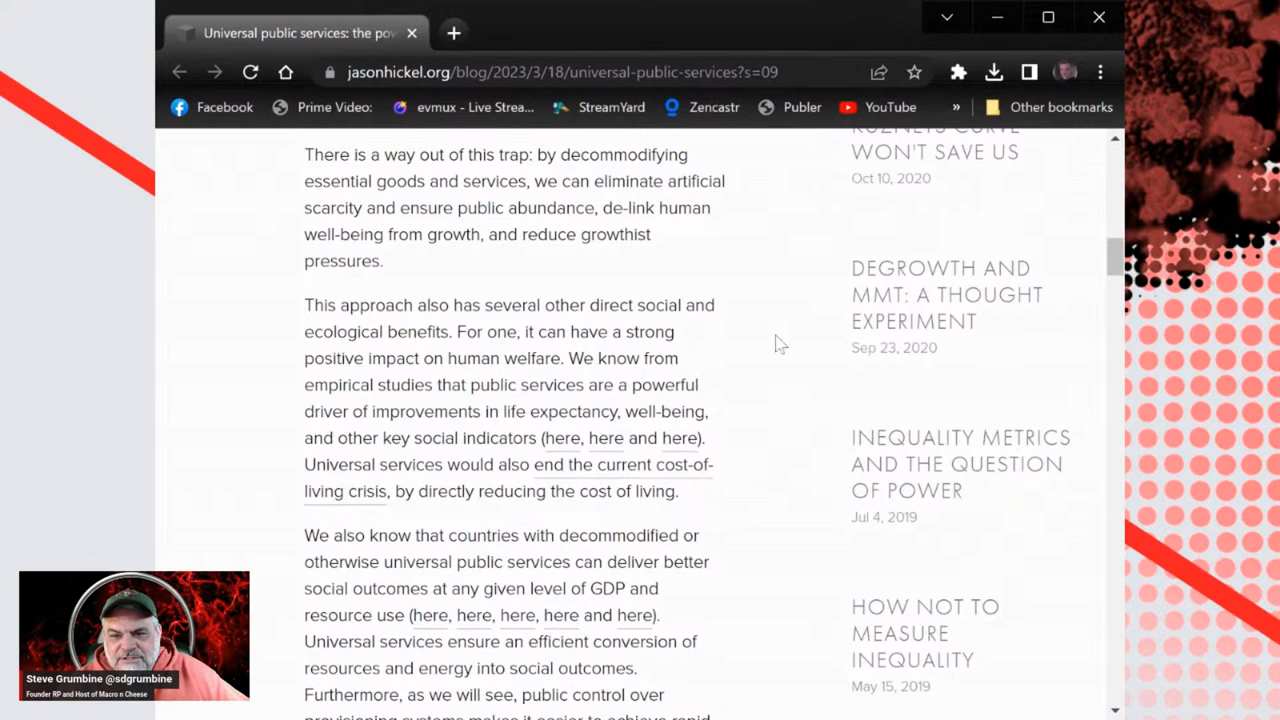 Universal public services: the pov
jasonhickel.org/blog/2023/3/18/universal-public-services?s=09
Facebook
Prime Video:
evmux - Live Strea...
StreamYard
Zencastr
Publer
YouTube
»
Other bookmarks
There is a way out of this trap: by decommodifying
essential goods and services, we can eliminate artificial
scarcity and ensure public abundance, de-link human
well-being from growth, and reduce growthist
pressures.
This approach also has several other direct social and
ecological benefits. For one, it can have a strong
positive impact on human welfare. We know from
empirical studies that public services are a powerful
driver of improvements in life expectancy, well-being,
and other key social indicators (here, here and here).
Universal services would also end the current cost-of-
living crisis, by directly reducing the cost of living.
We also know that countries with decommodified or
otherwise universal public services can deliver better
social outcomes at any given level of GDP and
resource use (here, here, here, here and here).
Universal services ensure an efficient conversion of
resources and energy into social outcomes.
Furthermore, as we will see, public control over
provisioning systems makes it easier to achieve rapid
KUZNETS CURVE
WON'T SAVE US
Oct 10, 2020
DEGROWTH AND
MMT: A THOUGHT
EXPERIMENT
Sep 23, 2020
INEQUALITY METRICS
AND THE QUESTION
OF POWER
Jul 4, 2019
HOW NOT TO
MEASURE
INEQUALITY
May 15, 2019
Steve Grumbine @sdgrumbine
Founder RP and Host of Macro n Cheese